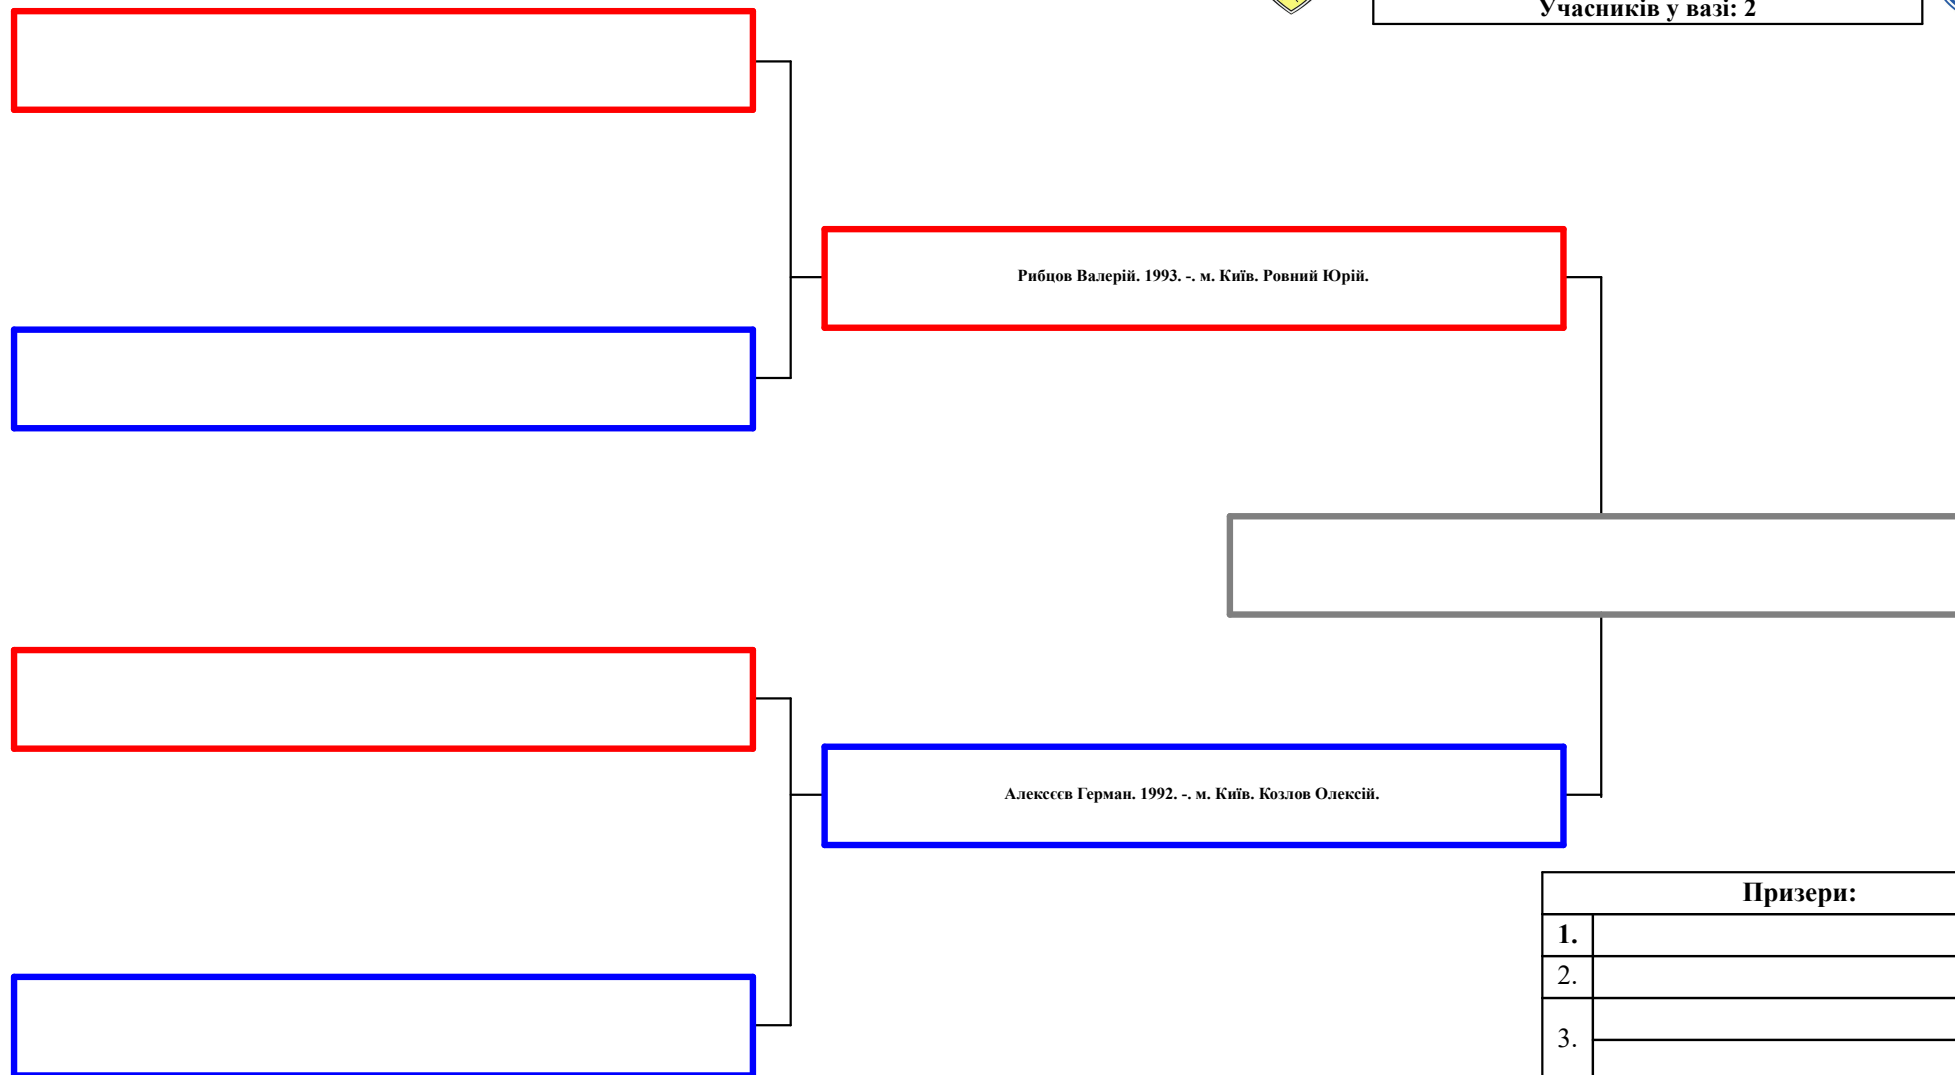 Учасників у вазі: 2
Рибцов Валерій. 1993. -. м. Київ. Ровний Юрій.
Алексєєв Герман. 1992. -. м. Київ. Козлов Олексій.
Призери:
1.
2.
3.